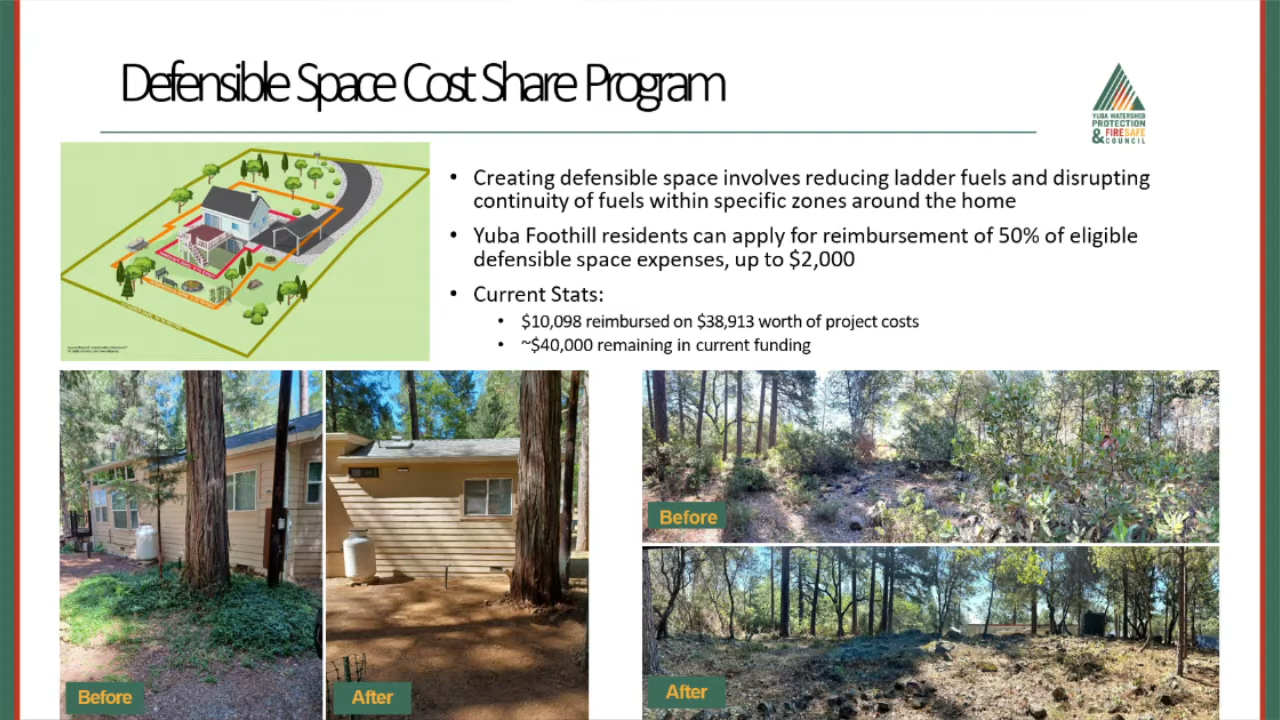 Defensible Space Cost Share Program
YUBA WATERSHED
PROTECTION
& FIRESAFE
COUNCIL
• Creating defensible space involves reducing ladder fuels and disrupting
continuity of fuels within specific zones around the home
• Yuba Foothill residents can apply for reimbursement of 50% of eligible
defensible space expenses, up to $2,000
• Current Stats:
• $10,098 reimbursed on $38,913 worth of project costs
• ~$40,000 remaining in current funding
Before
After
Before
After